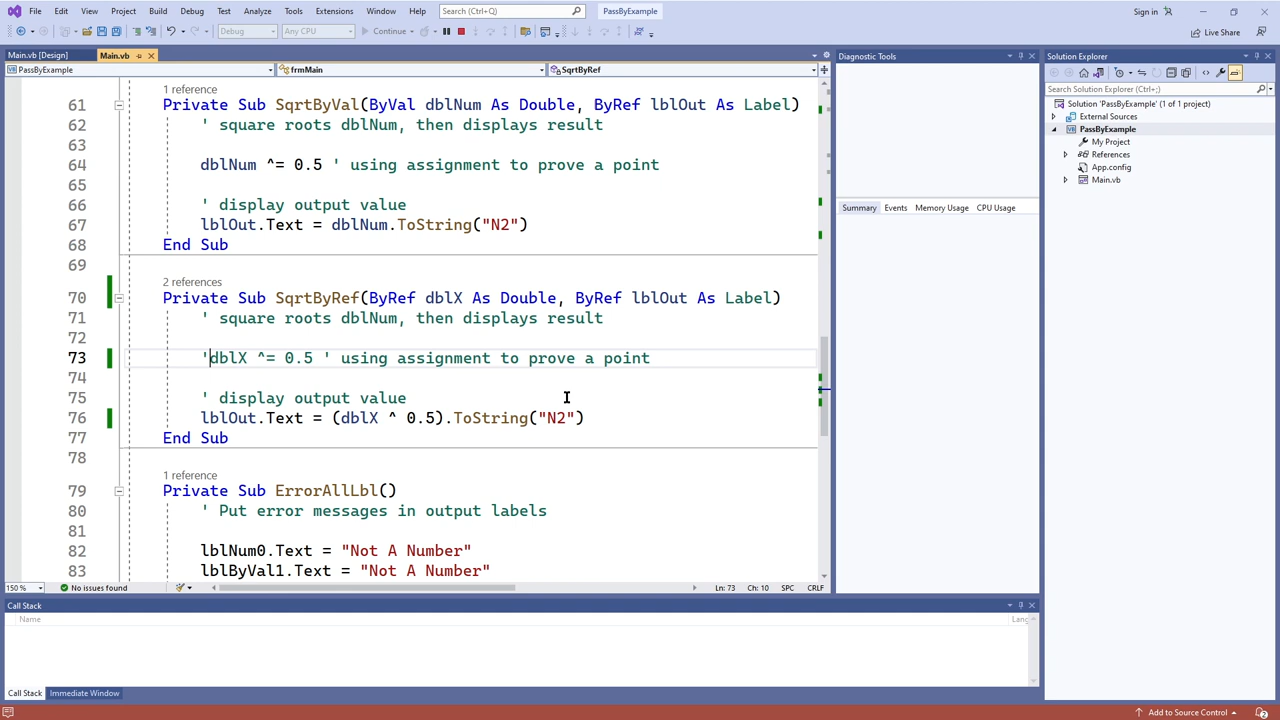 File Edit View Project Build Debug Test Analyze Tools Extensions Window Help Search (Ctrl+Q) PassByExample Sign in
Debug Any CPU Continue Live Share
Main.vb [Design] Main.vb
PassByExample frmMain SqrtByRef
1 reference
61 Private Sub SqrtByVal(ByVal dblNum As Double, ByRef lblOut As Label)
62 ' square roots dblNum, then displays result
63
64 dblNum ^= 0.5 ' using assignment to prove a point
65
66 ' display output value
67 lblOut.Text = dblNum.ToString("N2")
68 End Sub
69
2 references
70 Private Sub SqrtByRef(ByRef dblX As Double, ByRef lblOut As Label)
71 ' square roots dblNum, then displays result
72
73 'dblX ^= 0.5 ' using assignment to prove a point
74
75 ' display output value
76 lblOut.Text = (dblX ^ 0.5).ToString("N2")
77 End Sub
78
1 reference
79 Private Sub ErrorAllLbl()
80 ' Put error messages in output labels
81
82 lblNum0.Text = "Not A Number"
83 lblByVal1.Text = "Not A Number"
150 % No issues found Ln: 73 Ch: 10 SPC CRLF
Call Stack
Name Lang
Call Stack Immediate Window
Diagnostic Tools
Summary Events Memory Usage CPU Usage
Solution Explorer
Search Solution Explorer (Ctrl+;)
Solution 'PassByExample' (1 of 1 project)
External Sources
PassByExample
My Project
References
App.config
Main.vb
Add to Source Control 2